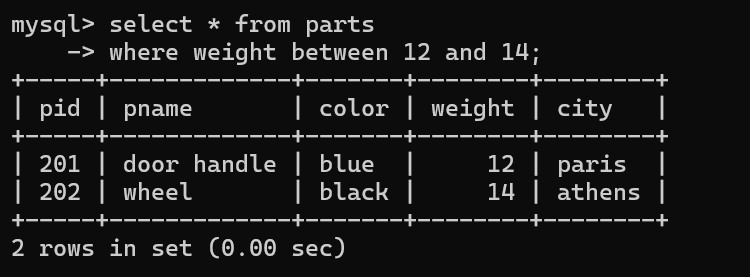 mysql> select * from parts
    -> where weight between 12 and 14;
+-----+-------------+-------+--------+--------+
| pid | pname       | color | weight | city   |
+-----+-------------+-------+--------+--------+
| 201 | door handle | blue  |     12 | paris  |
| 202 | wheel       | black |     14 | athens |
+-----+-------------+-------+--------+--------+
2 rows in set (0.00 sec)